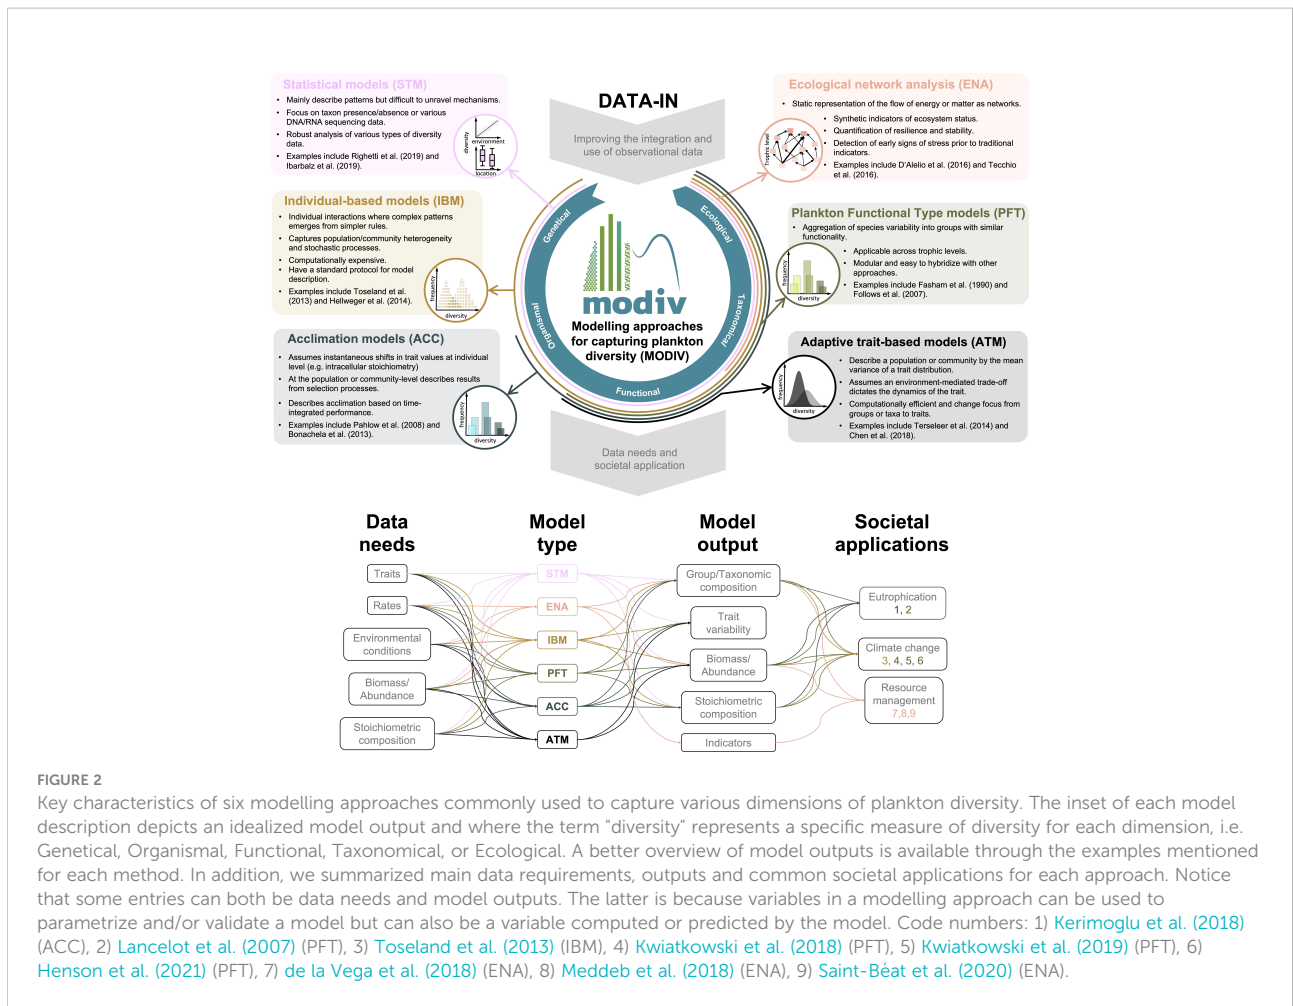 DATA-IN
Improving the integration and
use of observational data
Statistical models (STM)
• Mainly describe patterns but difficult to unravel mechanisms.
• Focus on taxon presence/absence or various
DNA/RNA sequencing data.
• Robust analysis of various types of diversity
data.
• Examples include Righetti et al. (2019) and
Ibarbalz et al. (2019).
diversity
environment
location
Individual-based models (IBM)
• Individual interactions where complex patterns
emerges from simpler rules.
• Captures population/community heterogeneity
and stochastic processes.
• Computationally expensive.
• Have a standard protocol for model
description.
• Examples include Toseland et al.
(2013) and Hellweger et al. (2014).
frequency
diversity
Acclimation models (ACC)
• Assumes instantaneous shifts in trait values at individual
level (e.g. intracellular stoichiometry)
• At the population or community-level describes results
from selection processes.
• Describes acclimation based on time-
integrated performance.
• Examples include Pahlow et al. (2008) and
Bonachela et al. (2013).
frequency
diversity
Genetical
Organismal
Functional
Taxonomical
Ecological
modiv
Modelling approaches
for capturing plankton
diversity (MODIV)
Ecological network analysis (ENA)
• Static representation of the flow of energy or matter as networks.
• Synthetic indicators of ecosystem status.
• Quantification of resilience and stability.
• Detection of early signs of stress prior to traditional
indicators.
• Examples include D'Alelio et al. (2016) and Tecchio
et al. (2016).
Trophic level
Plankton Functional Type models (PFT)
• Aggregation of species variability into groups with similar
functionality.
• Applicable across trophic levels.
• Modular and easy to hybridize with other
approaches.
• Examples include Fasham et al. (1990) and
Follows et al. (2007).
frequency
diversity
Adaptive trait-based models (ATM)
• Describe a population or community by the mean
variance of a trait distribution.
• Assumes an environment-mediated trade-off
dictates the dynamics of the trait.
• Computationally efficient and change focus from
groups or taxa to traits.
• Examples include Terseleer et al. (2014) and
Chen et al. (2018).
frequency
diversity
Data needs and
societal application
Data
needs
Traits
Rates
Environmental
conditions
Biomass/
Abundance
Stoichiometric
composition
Model
type
STM
ENA
IBM
PFT
ACC
ATM
Model
output
Group/Taxonomic
composition
Trait
variability
Biomass/
Abundance
Stoichiometric
composition
Indicators
Societal
applications
Eutrophication
1, 2
Climate change
3, 4, 5, 6
Resource
management
7,8,9
FIGURE 2
Key characteristics of six modelling approaches commonly used to capture various dimensions of plankton diversity. The inset of each model
description depicts an idealized model output and where the term "diversity" represents a specific measure of diversity for each dimension, i.e.
Genetical, Organismal, Functional, Taxonomical, or Ecological. A better overview of model outputs is available through the examples mentioned
for each method. In addition, we summarized main data requirements, outputs and common societal applications for each approach. Notice
that some entries can both be data needs and model outputs. The latter is because variables in a modelling approach can be used to
parametrize and/or validate a model but can also be a variable computed or predicted by the model. Code numbers: 1) Kerimoglu et al. (2018)
(ACC), 2) Lancelot et al. (2007) (PFT), 3) Toseland et al. (2013) (IBM), 4) Kwiatkowski et al. (2018) (PFT), 5) Kwiatkowski et al. (2019) (PFT), 6)
Henson et al. (2021) (PFT), 7) de la Vega et al. (2018) (ENA), 8) Meddeb et al. (2018) (ENA), 9) Saint-Béat et al. (2020) (ENA).